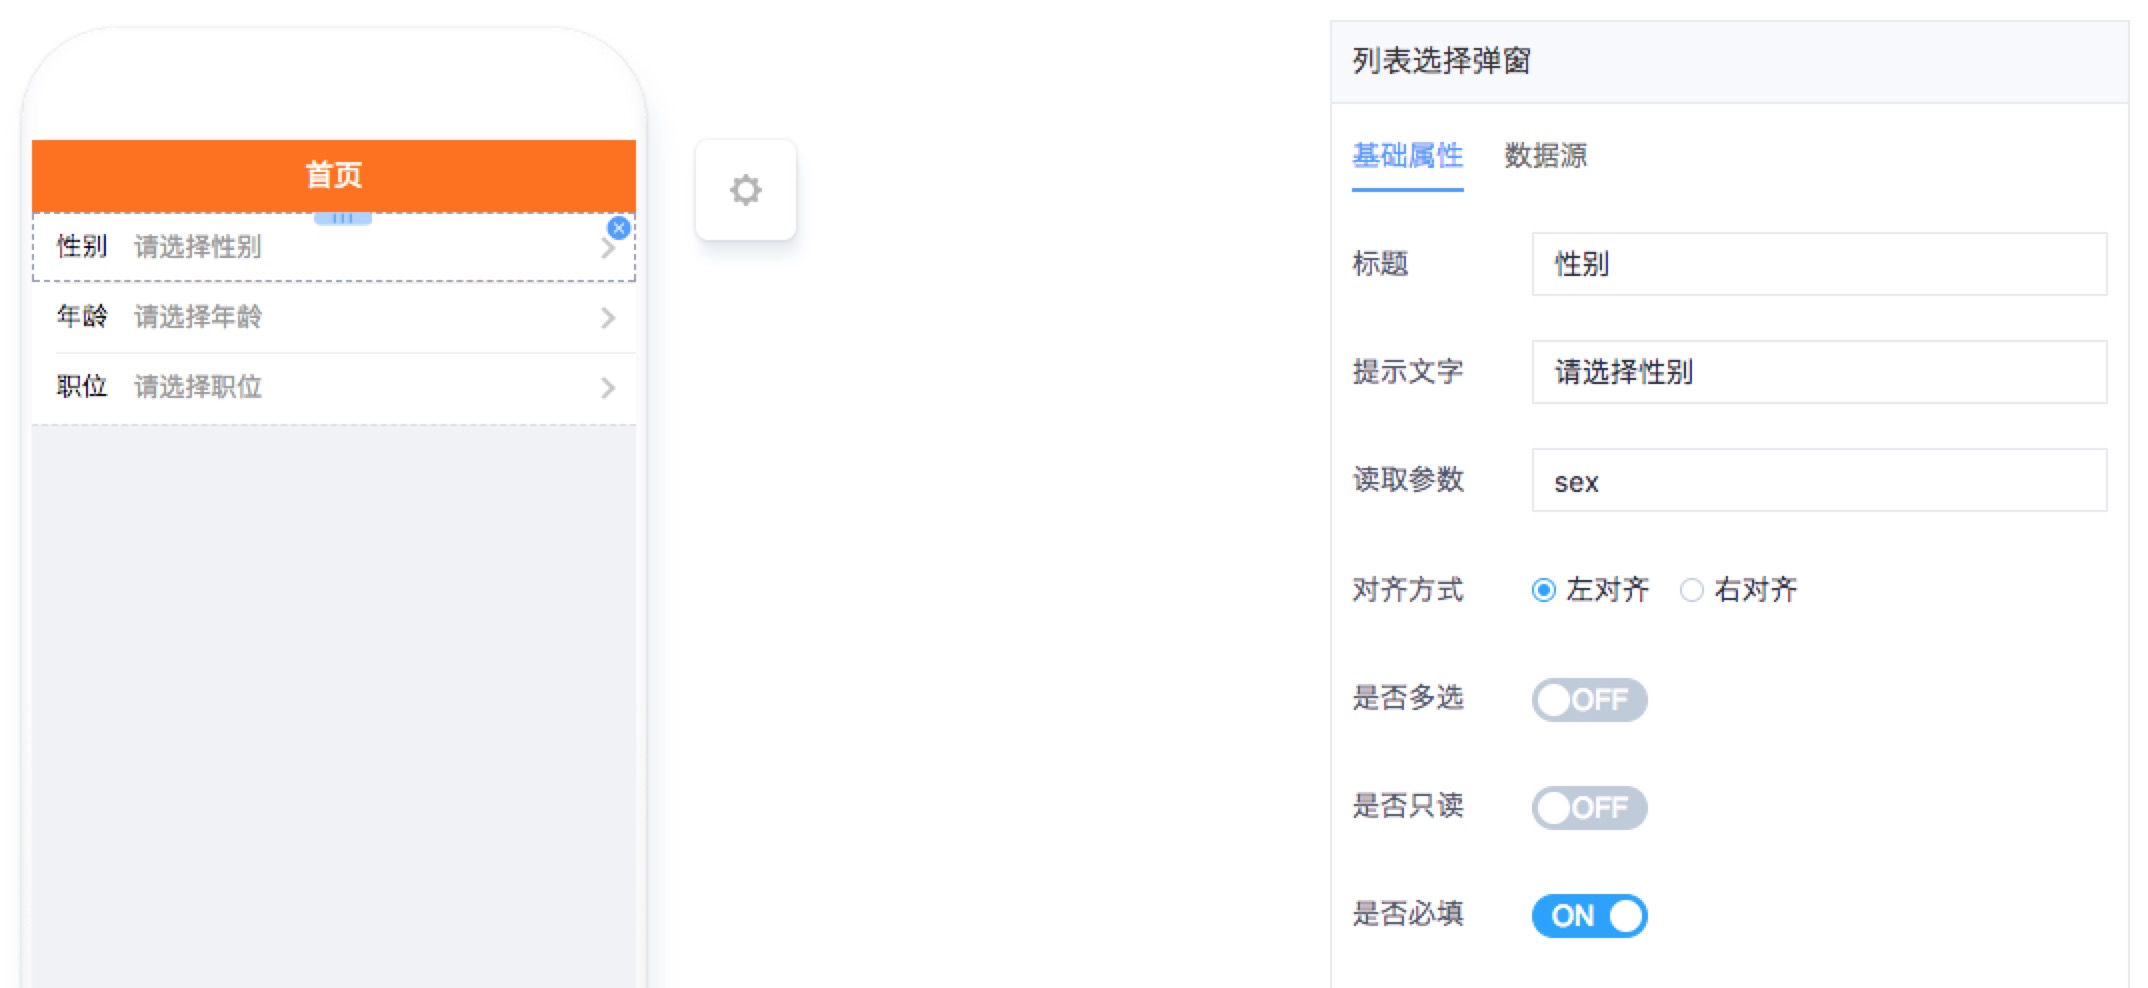 首页
性别 请选择性别
年龄 请选择年龄
职位 请选择职位
列表选择弹窗
基础属性 数据源
标题 性别
提示文字 请选择性别
读取参数 sex
对齐方式 左对齐 右对齐
是否多选 OFF
是否只读 OFF
是否必填 ON